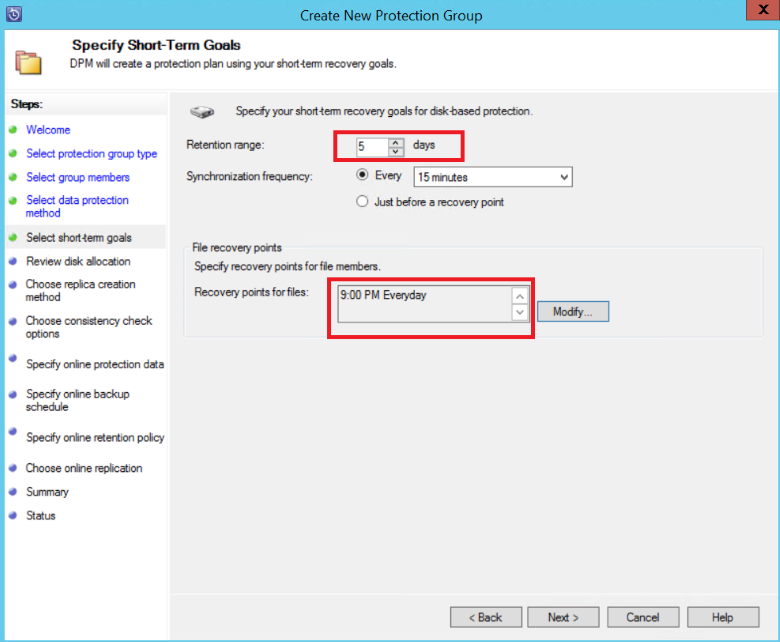 Create New Protection Group
X
Specify Short-Term Goals
DPM will create a protection plan using your short-term recovery goals.
Steps:
Welcome
Select protection group type
Select group members
Select data protection
method
Select short-term goals
Review disk allocation
Choose replica creation
method
Choose consistency check
options
Specify online protection data
Specify online backup
schedule
Specify online retention policy
Choose online replication
Summary
Status
Specify your short-term recovery goals for disk-based protection.
Retention range: 5 days
Synchronization frequency: Every 15 minutes
Just before a recovery point
File recovery points
Specify recovery points for file members.
Recovery points for files: 9:00 PM Everyday
Modify...
< Back Next > Cancel Help